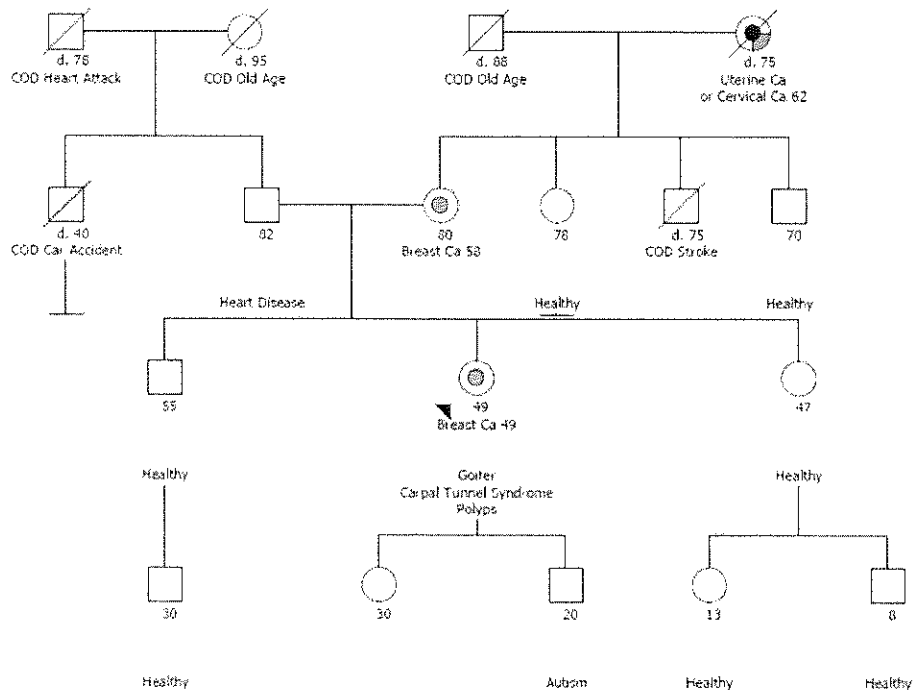 d. 78
COD Heart Attack
d. 95
COD Old Age
d. 88
COD Old Age
d. 75
Uterine Ca
or Cervical Ca 62
d. 40
COD Car Accident
82
80
Breast Ca 58
78
d. 75
COD Stroke
70
Heart Disease
Healthy
Healthy
55
49
Breast Ca 49
47
Healthy
Goiter
Carpal Tunnel Syndrome
Polyps
Healthy
30
30
20
13
8
Healthy
Autism
Healthy
Healthy